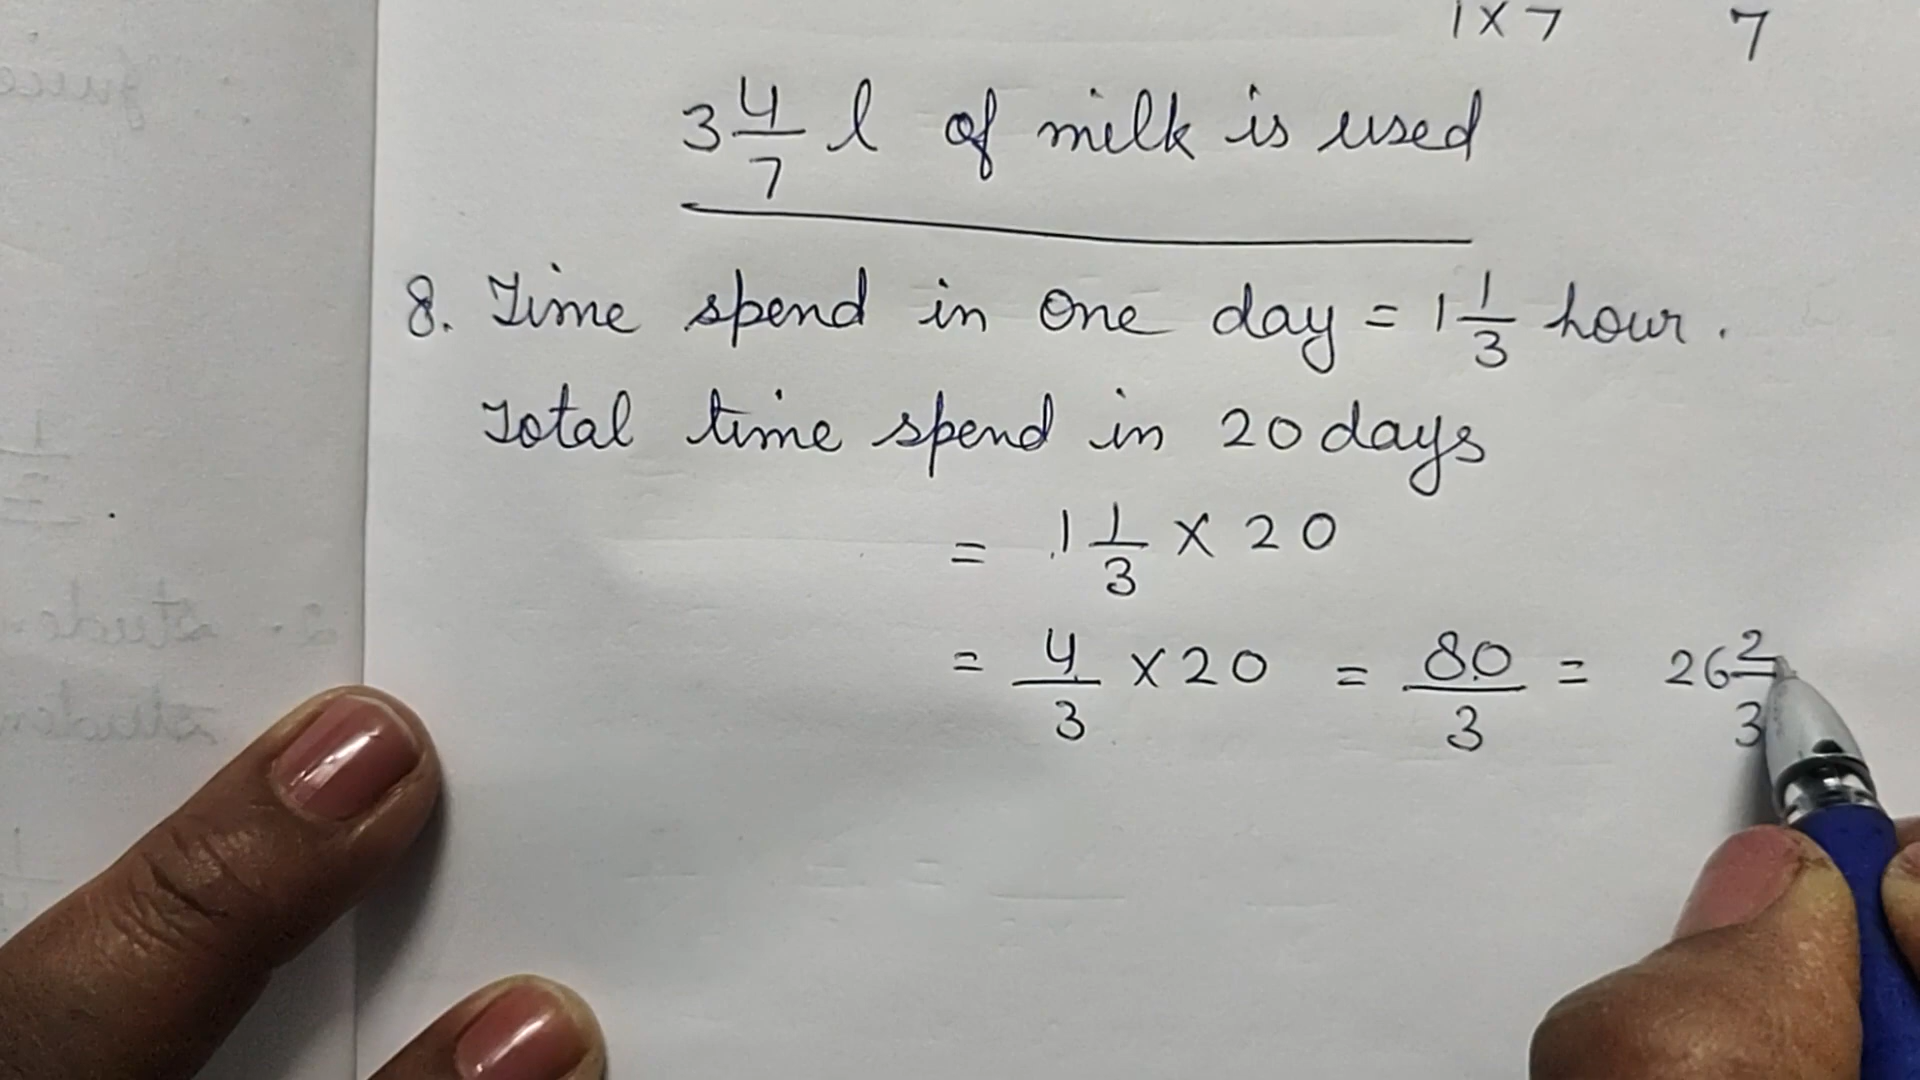 1 × 7 7
3 4/7 l of milk is used
8. Time spend in one day = 1 1/3 hour.
Total time spend in 20 days
= 1 1/3 × 20
= 4/3 × 20 = 80/3 = 26 2/3